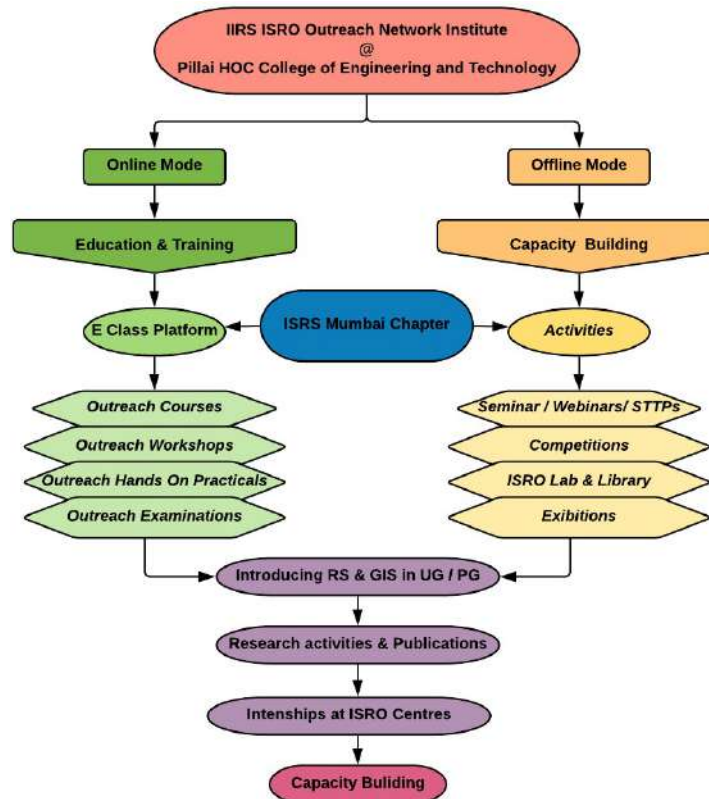 IIRS ISRO Outreach Network Institute
@
Pillai HOC College of Engineering and Technology
Online Mode
Offline Mode
Education & Training
Capacity Building
E Class Platform
ISRS Mumbai Chapter
Activities
Outreach Courses
Outreach Workshops
Outreach Hands On Practicals
Outreach Examinations
Seminar / Webinars/ STTPs
Competitions
ISRO Lab & Library
Exibitions
Introducing RS & GIS in UG / PG
Research activities & Publications
Intenships at ISRO Centres
Capacity Buliding